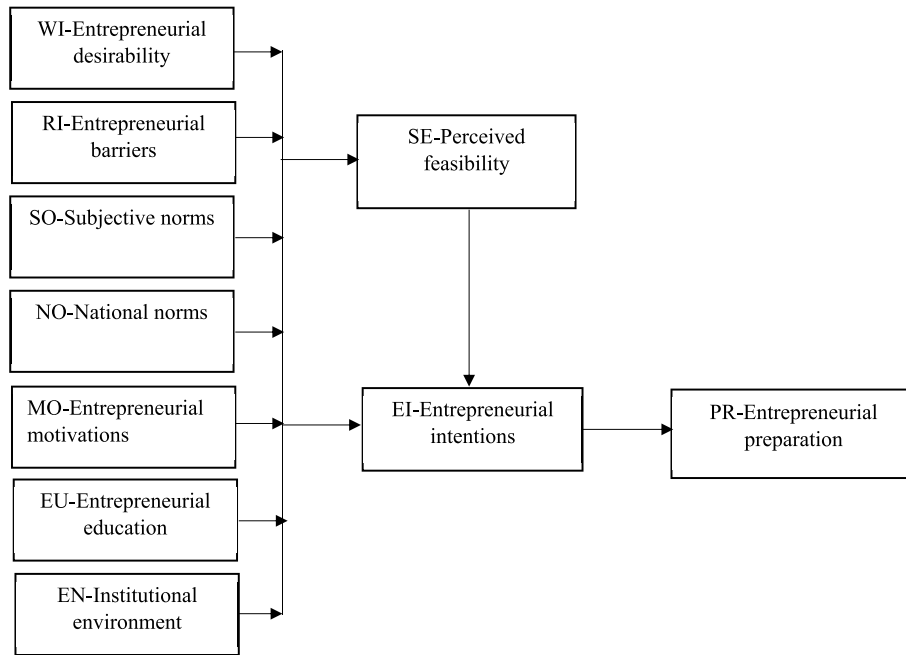 WI-Entrepreneurial
desirability
RI-Entrepreneurial
barriers
SE-Perceived
feasibility
SO-Subjective norms
NO-National norms
MO-Entrepreneurial
motivations
EI-Entrepreneurial
intentions
PR-Entrepreneurial
preparation
EU-Entrepreneurial
education
EN-Institutional
environment